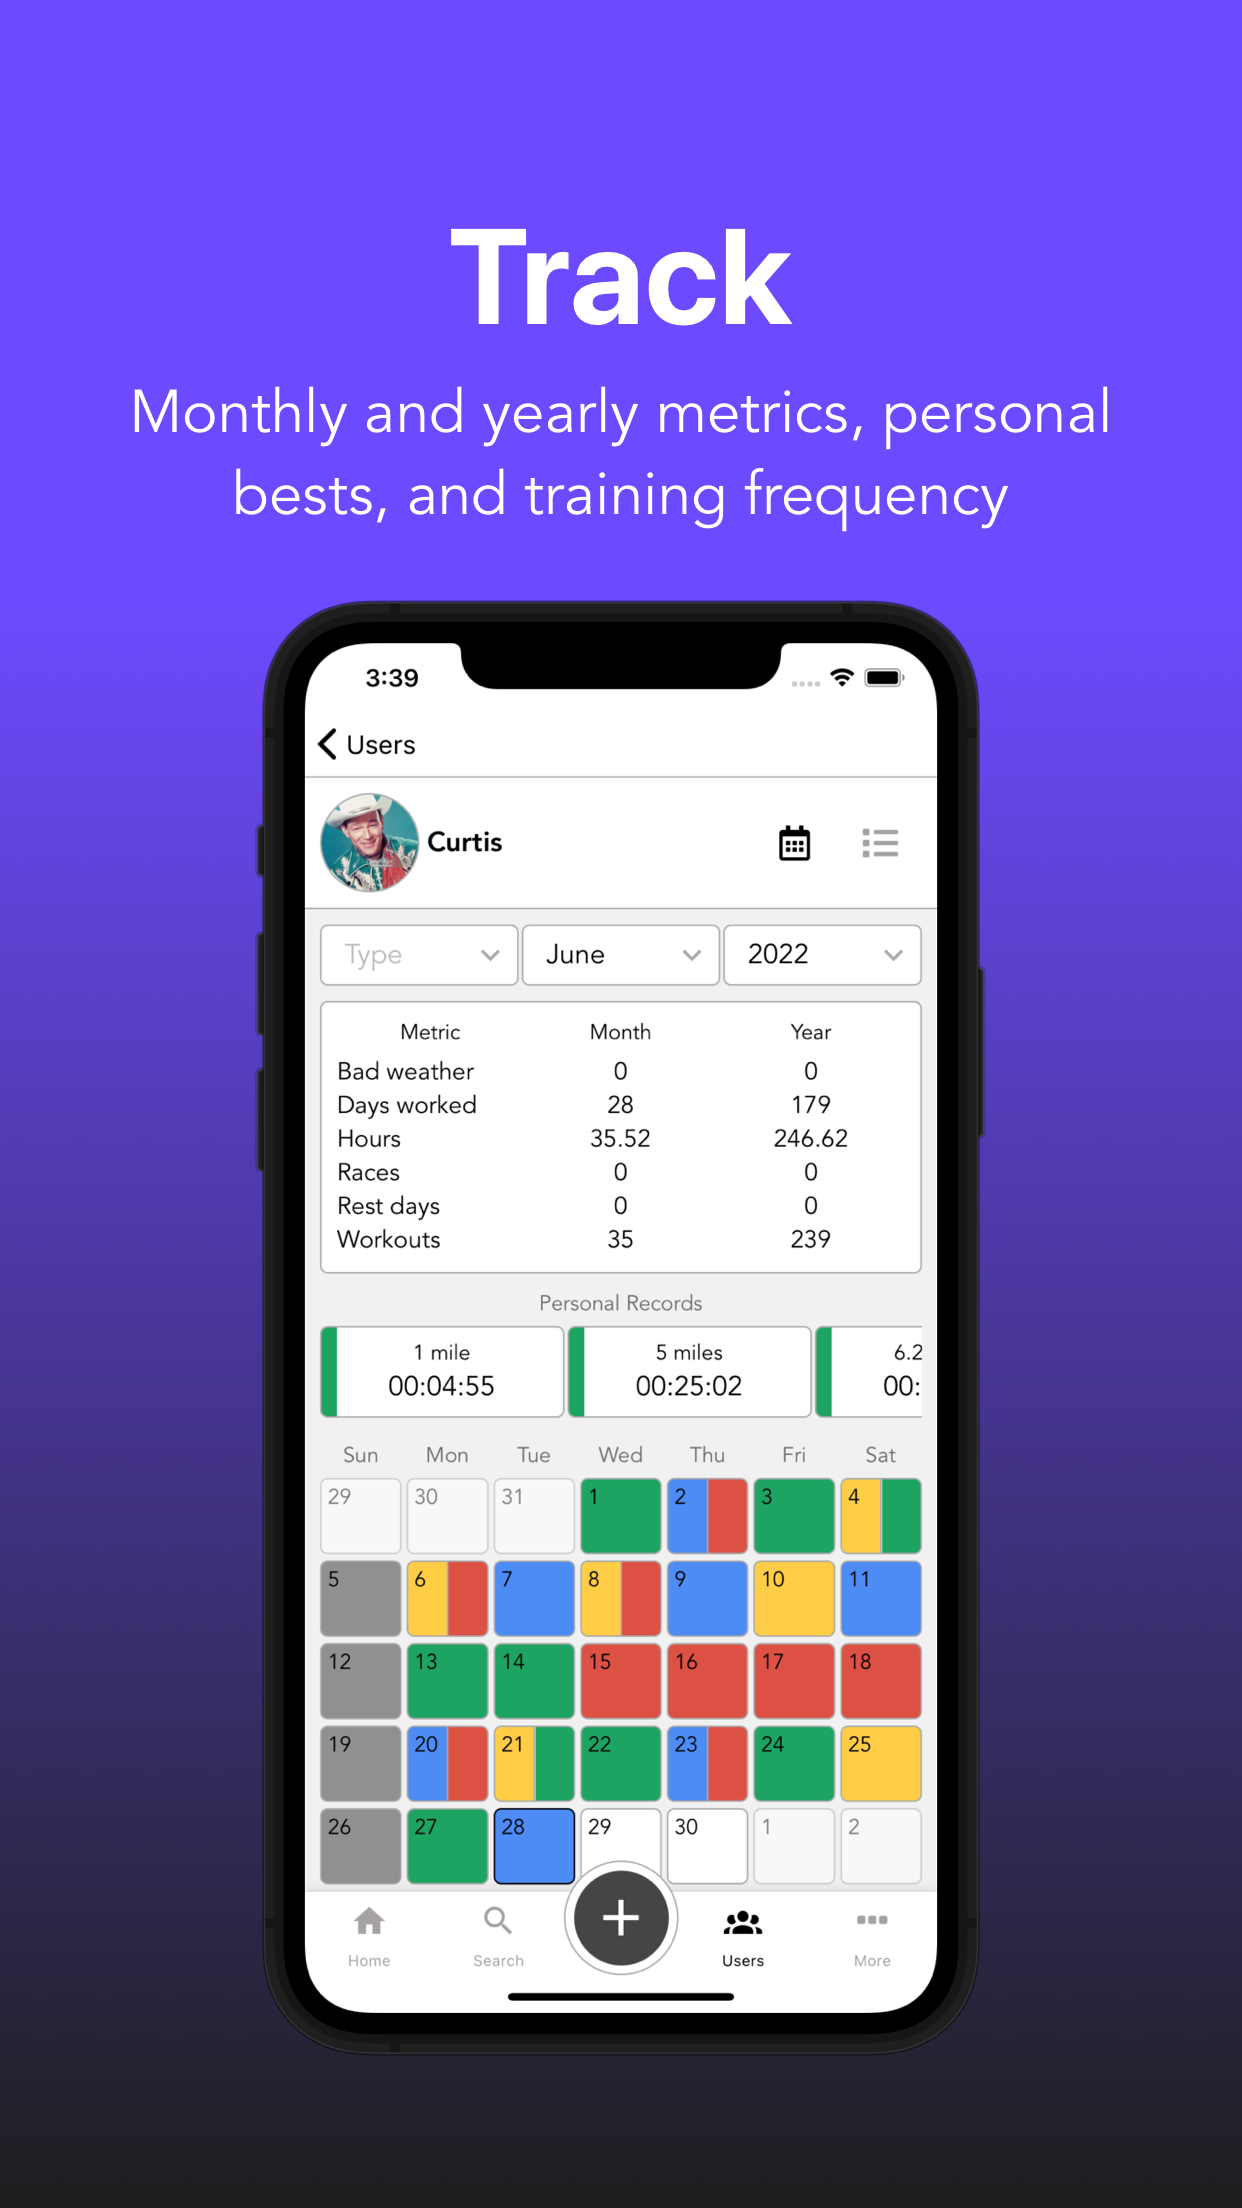 Track
Monthly and yearly metrics, personal
bests, and training frequency
3:39
Users
Curtis
Type June 2022
Metric Month Year
Bad weather 0 0
Days worked 28 179
Hours 35.52 246.62
Races 0 0
Rest days 0 0
Workouts 35 239
Personal Records
1 mile 5 miles 6.2
00:04:55 00:25:02 00:
Sun Mon Tue Wed Thu Fri Sat
29 30 31 1 2 3 4
5 6 7 8 9 10 11
12 13 14 15 16 17 18
19 20 21 22 23 24 25
26 27 28 29 30 1 2
Home Search Users More